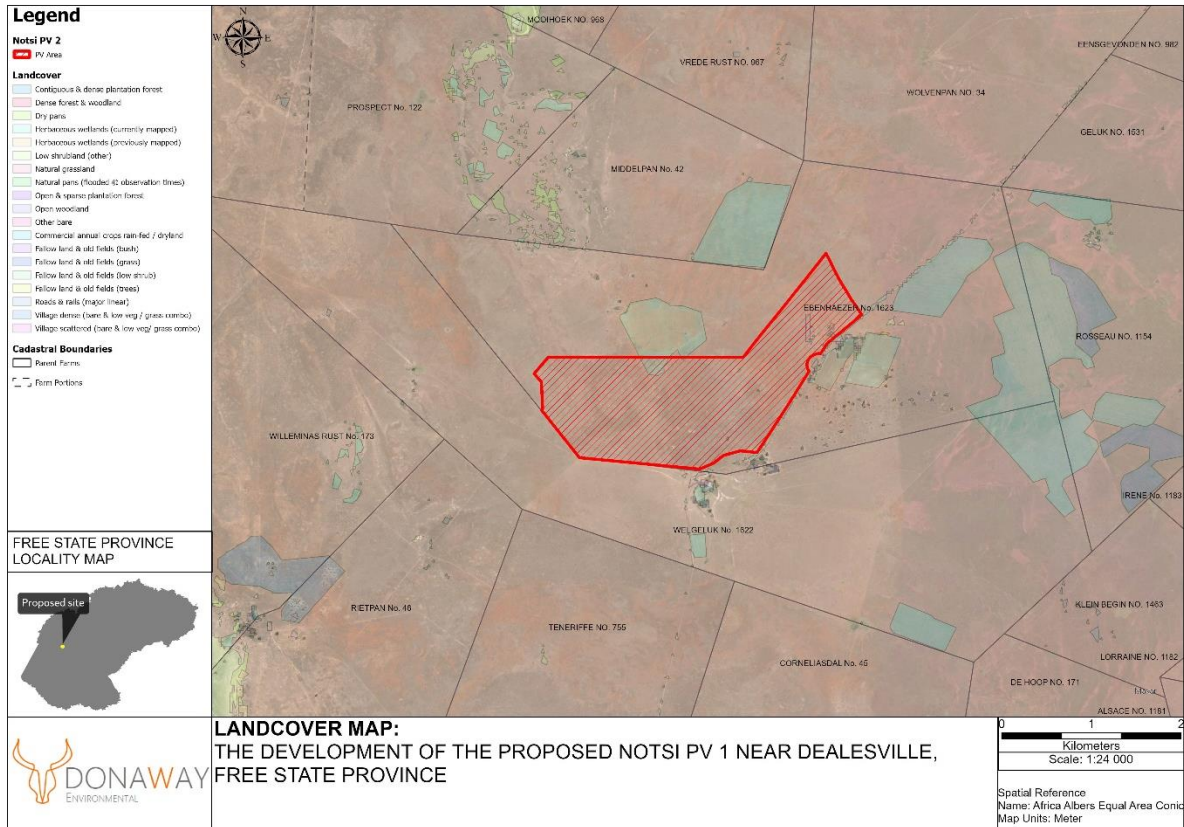 Legend
Notsi PV 2
PV Area
Landcover
Contiguous & dense plantation forest
Dense forest & woodland
Dry pans
Herbaceous wetlands (currently mapped)
Herbaceous wetlands (previously mapped)
Low shrubland (other)
Natural grassland
Natural pans (flooded @ observation times)
Open & sparse plantation forest
Open woodland
Other bare
Commercial annual crops rain-fed / dryland
Fallow land & old fields (bush)
Fallow land & old fields (grass)
Fallow land & old fields (low shrub)
Fallow land & old fields (trees)
Roads & rails (major linear)
Village dense (bare & low veg / grass combo)
Village scattered (bare & low veg/ grass combo)
Cadastral Boundaries
Parent Farms
Farm Portions
FREE STATE PROVINCE
LOCALITY MAP
Proposed site
DONAWAY
ENVIRONMENTAL
N
W E
S
MOOIHOEK NO. 968
VREDE RUST NO. 967
EENSGEVONDEN NO. 982
PROSPECT No. 122
WOLVENPAN NO. 34
GELUK NO. 1531
MIDDELPAN No. 42
EBENHAEZER NO. 1623
ROSSEAU NO. 1154
WILLEMINAS RUST No. 173
IRENE No. 1183
WELGELUK No. 1622
RIETPAN No. 46
TENERIFFE NO. 755
KLEIN BEGIN NO. 1463
CORNELIASDAL No. 45
LORRAINE NO. 1182
DE HOOP NO. 171
ALSACE NO. 1181
LANDCOVER MAP:
THE DEVELOPMENT OF THE PROPOSED NOTSI PV 1 NEAR DEALESVILLE,
FREE STATE PROVINCE
0 1 2
Kilometers
Scale: 1:24 000
Spatial Reference
Name: Africa Albers Equal Area Conic
Map Units: Meter